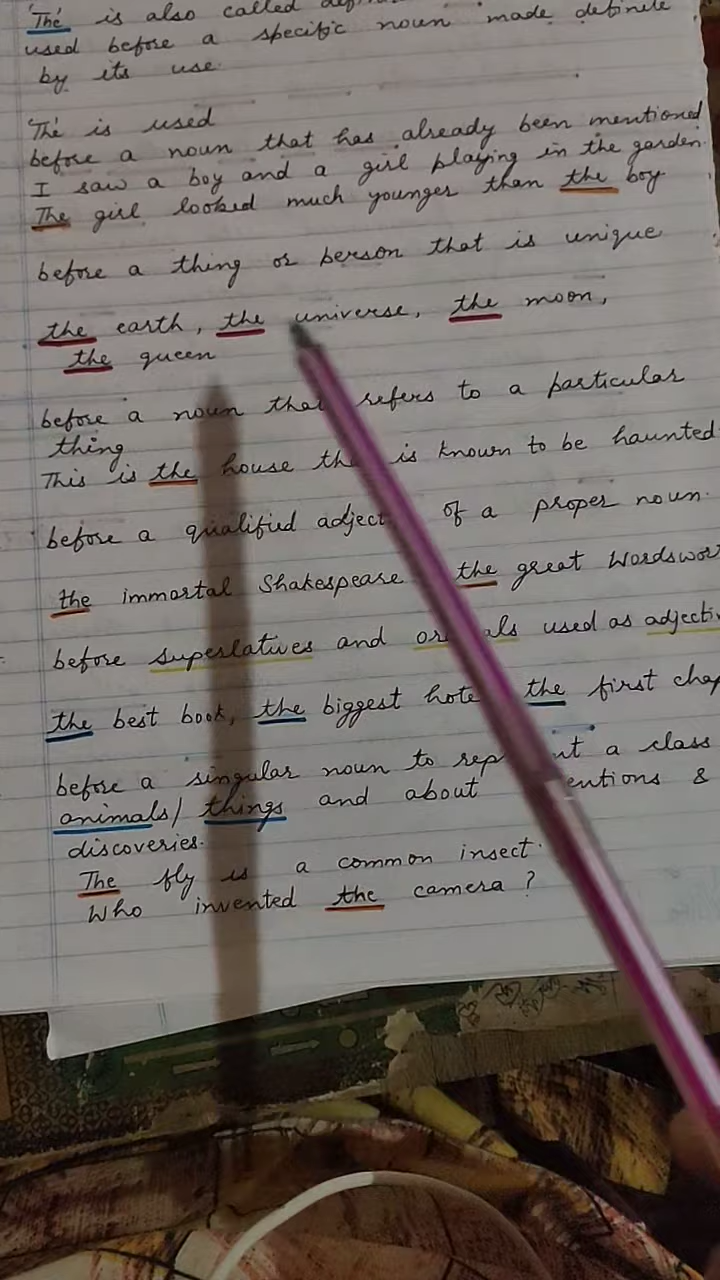 'The' is also called
used before a specific noun made definite
by its use.
'The' is used
before a noun that has already been mentioned
I saw a boy and a girl playing in the garden.
The girl looked much younger than the boy.
before a thing or person that is unique
the earth, the universe, the moon,
the queen
before a noun that refers to a particular
thing
This is the house is known to be haunted
before a qualified of a proper noun.
the immortal Shakespeare the great
before superlatives and used as
the best book, the biggest the first
before a singular noun to a class
animals/ things and about &
discoveries.
The fly is a common insect.
Who invented the camera ?